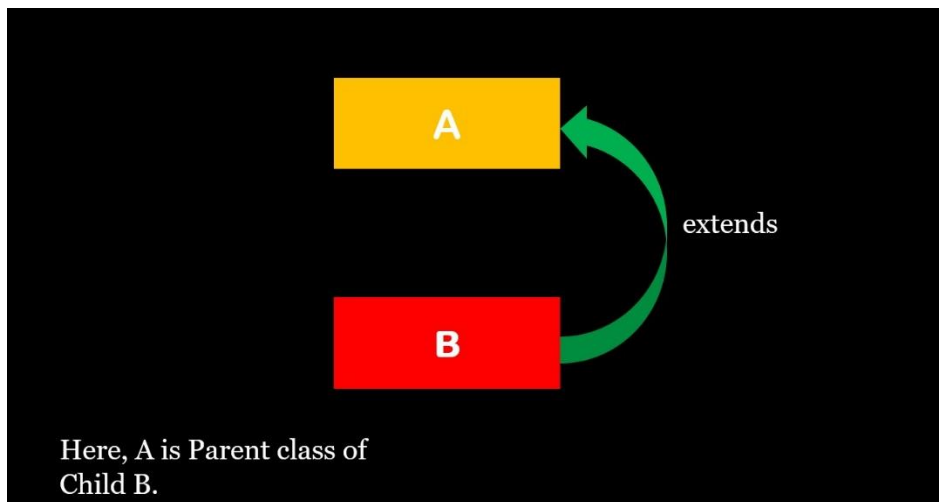 A
extends
B
Here, A is Parent class of
Child B.